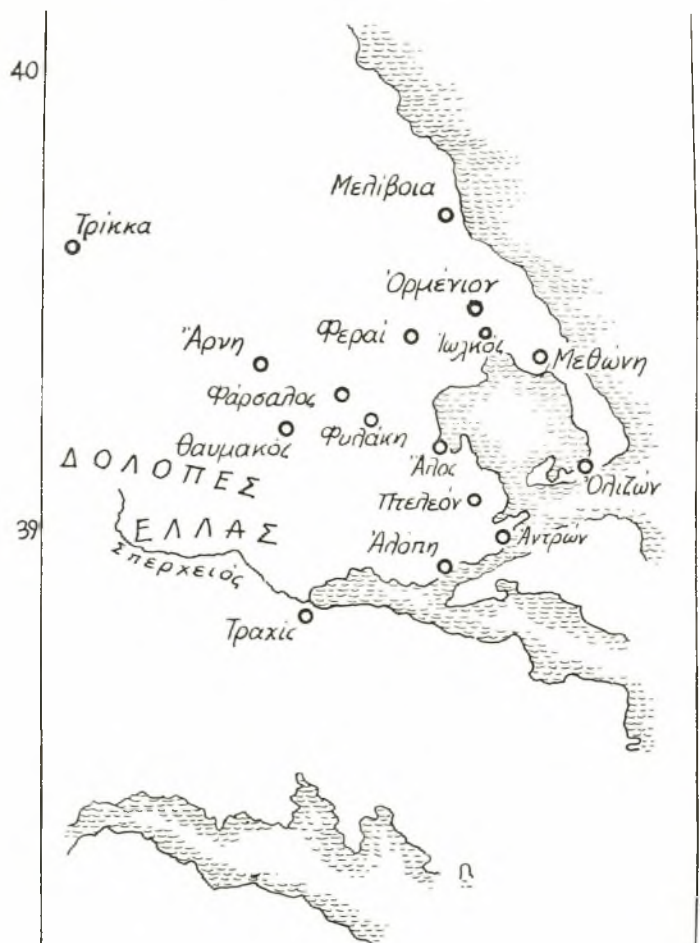 40
Μελίβοια
Τρίκκα
Ὀρμένιον
Φεραί
Ἰωλκός
Μεθώνη
Ἄρνη
Φάρσαλος
Φυλάκη
Θαυμακός
Ἄλος
Ὀλιζών
ΔΟΛΟΠΕΣ
Πτελεόν
39
ΕΛΛΑΣ
Ἀντρών
Ἀλόπη
Σπερχειός
Τραχίς